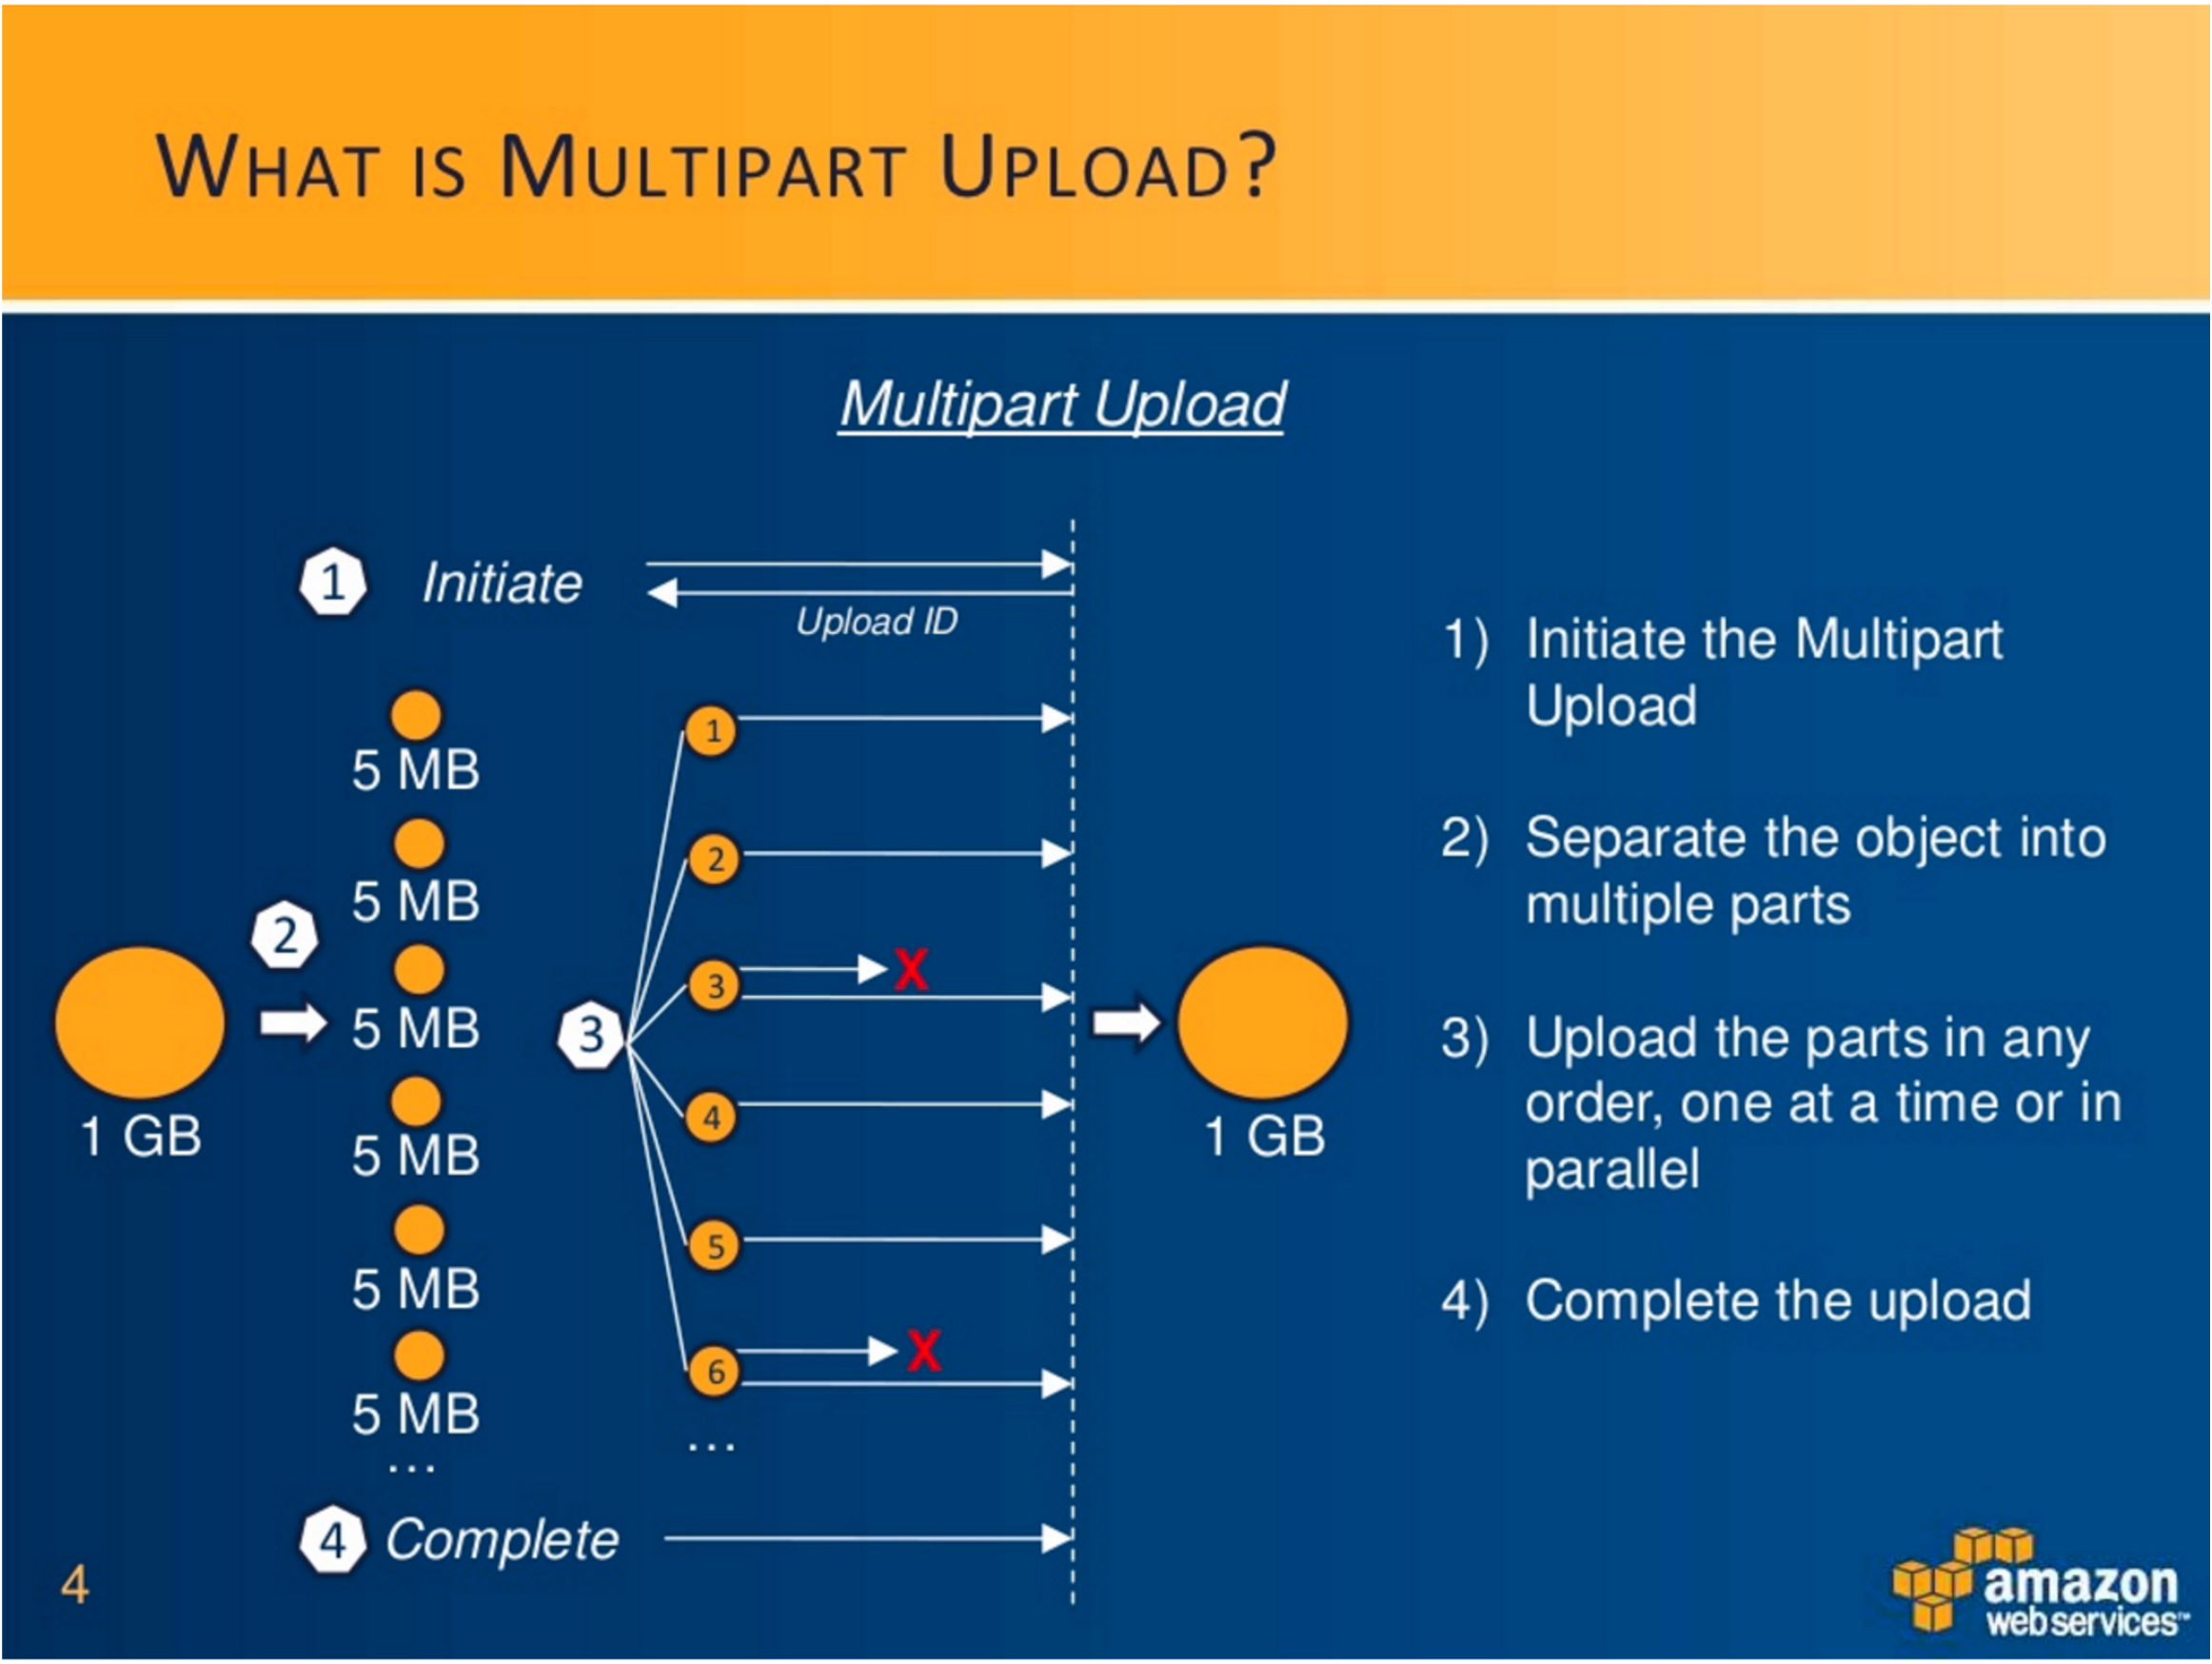 WHAT IS MULTIPART UPLOAD?
Multipart Upload
1 Initiate
Upload ID
5 MB
5 MB
5 MB
5 MB
5 MB
5 MB
...
2
1 GB
3
1
2
3 X
4
5
6 X
...
1 GB
4 Complete
1) Initiate the Multipart
Upload
2) Separate the object into
multiple parts
3) Upload the parts in any
order, one at a time or in
parallel
4) Complete the upload
4
amazon
webservices™